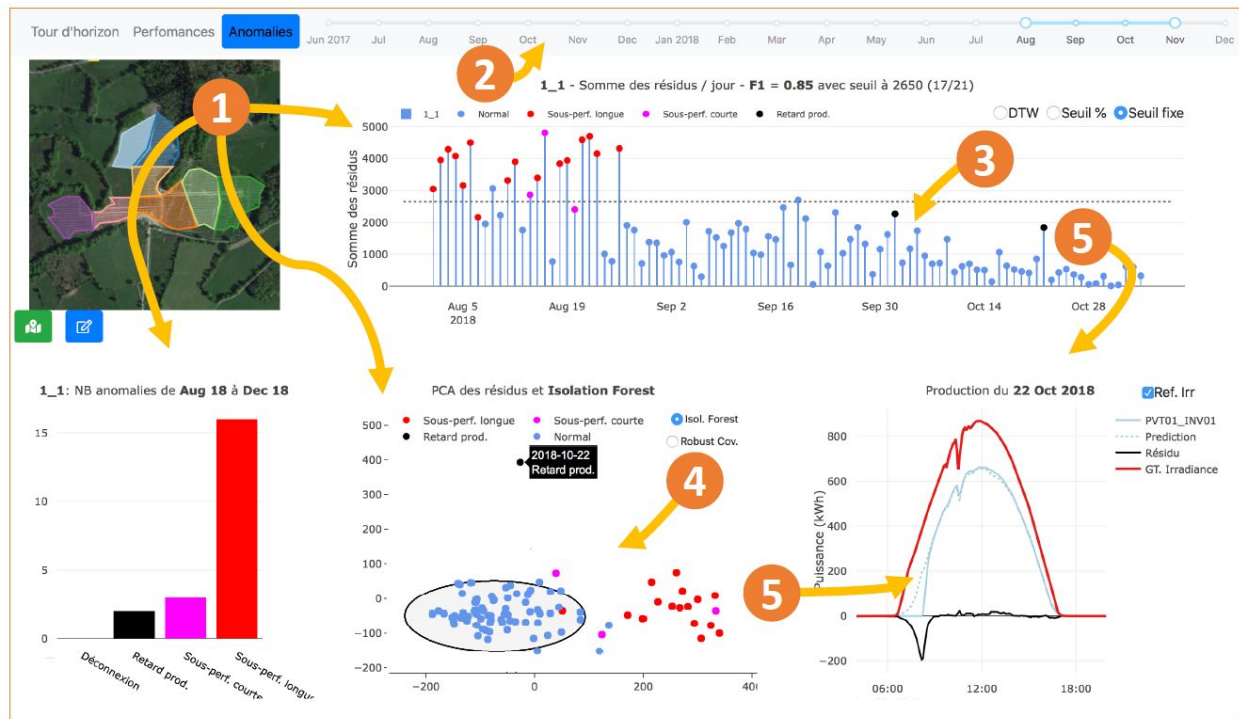 Tour d'horizon Perfomances Anomalies
Jun 2017 Jul Aug Sep Oct Nov Dec Jan 2018 Feb Mar Apr May Jun Jul Aug Sep Oct Nov Dec
1
2
1_1 - Somme des résidus / jour - F1 = 0.85 avec seuil à 2650 (17/21)
1_1 Normal Sous-perf. longue Sous-perf. courte Retard prod.
DTW Seuil % Seuil fixe
3
5
Somme des résidus
5000
4000
3000
2000
1000
0
Aug 5 Aug 19 Sep 2 Sep 16 Sep 30 Oct 14 Oct 28
2018
1_1: NB anomalies de Aug 18 à Dec 18
15
10
5
0
Déconnexion
Retard prod.
Sous-perf. courte
Sous-perf. longue
PCA des résidus et Isolation Forest
Sous-perf. longue Sous-perf. courte
Retard prod. Normal
Isol. Forest
Robust Cov.
2018-10-22
Retard prod.
4
500
400
300
200
100
0
−100
−200
−200 0 200 400
Production du 22 Oct 2018
Ref. Irr
PVT01_INV01
Prediction
Résidu
GT. Irradiance
5
Puissance (kWh)
800
600
400
200
0
−200
06:00 12:00 18:00